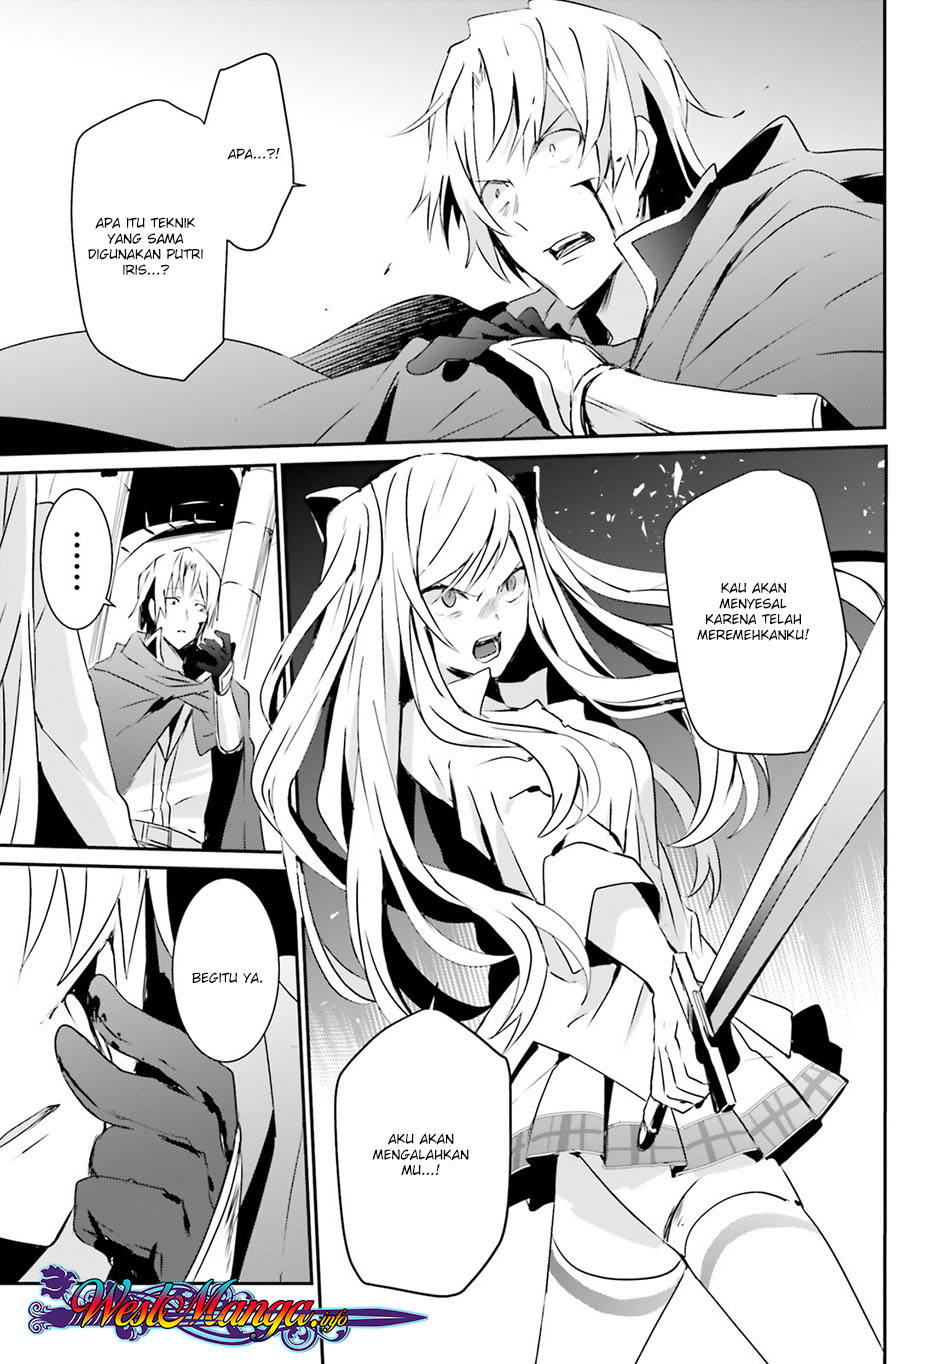 APA...?!
APA ITU TEKNIK
YANG SAMA
DIGUNAKAN PUTRI
IRIS...?
KAU AKAN
MENYESAL
KARENA TELAH
MEREMEHKANKU!
AKU AKAN
MENGALAHKAN
MU...!
......
BEGITU YA.
WestManga.info